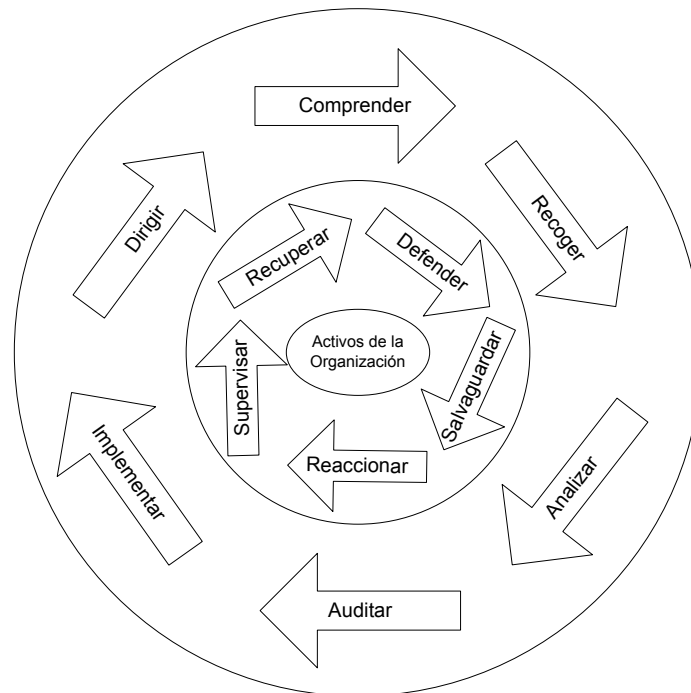 Comprender
Recoger
Dirigir
Recuperar
Defender
Activos de la
Organización
Supervisar
Salvaguardar
Reaccionar
Implementar
Analizar
Auditar